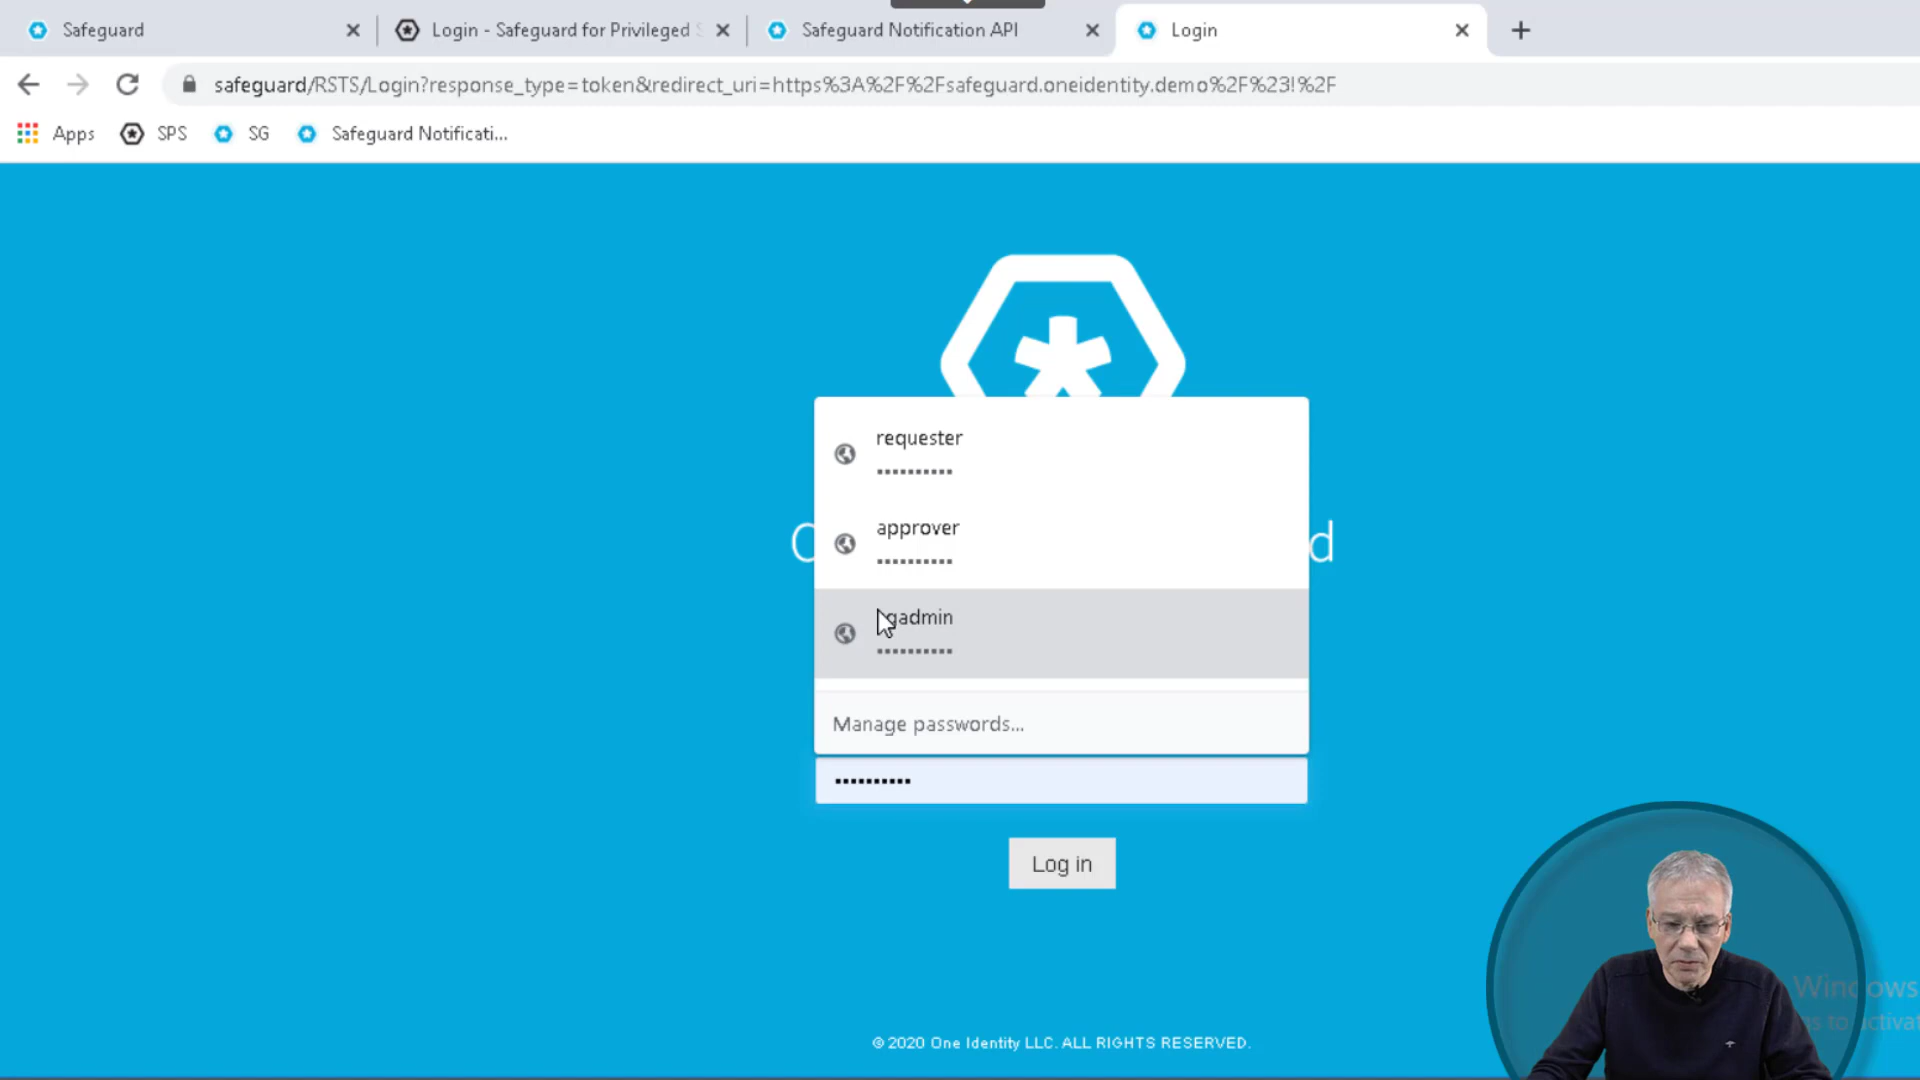 Safeguard
Login - Safeguard for Privileged S
Safeguard Notification API
Login
safeguard/RSTS/Login?response_type=token&redirect_uri=https%3A%2F%2Fsafeguard.oneidentity.demo%2F%23!%2F
Apps
SPS
SG
Safeguard Notificati...
requester
••••••••••
approver
••••••••••
gadmin
••••••••••
O
d
Manage passwords...
••••••••••
Log in
© 2020 One Identity LLC. ALL RIGHTS RESERVED.
Windows